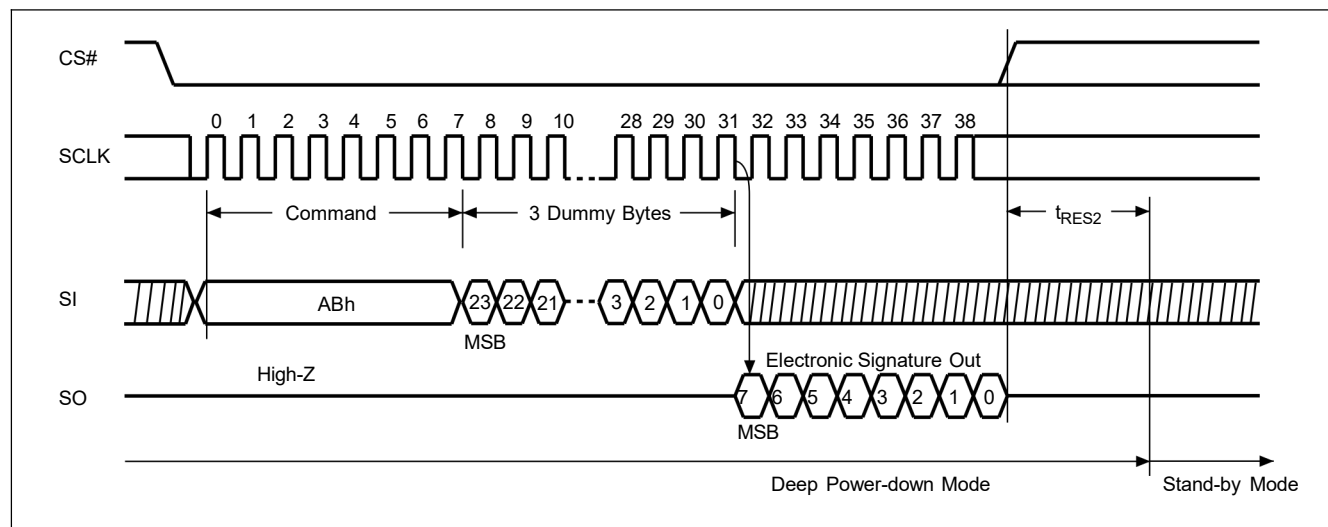 CS#
0 1 2 3 4 5 6 7 8 9 10 28 29 30 31 32 33 34 35 36 37 38
SCLK
Command 3 Dummy Bytes tRES2
SI ABh 23 22 21 3 2 1 0
MSB
High-Z Electronic Signature Out
SO 7 6 5 4 3 2 1 0
MSB
Deep Power-down Mode Stand-by Mode